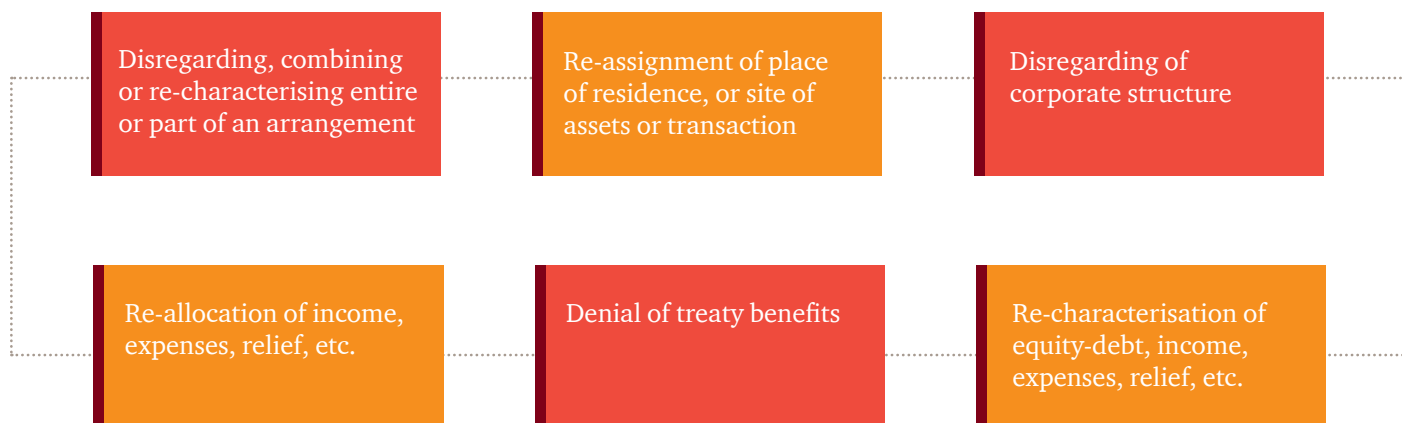 Disregarding, combining
or re-characterising entire
or part of an arrangement
Re-assignment of place
of residence, or site of
assets or transaction
Disregarding of
corporate structure
Re-allocation of income,
expenses, relief, etc.
Denial of treaty benefits
Re-characterisation of
equity-debt, income,
expenses, relief, etc.